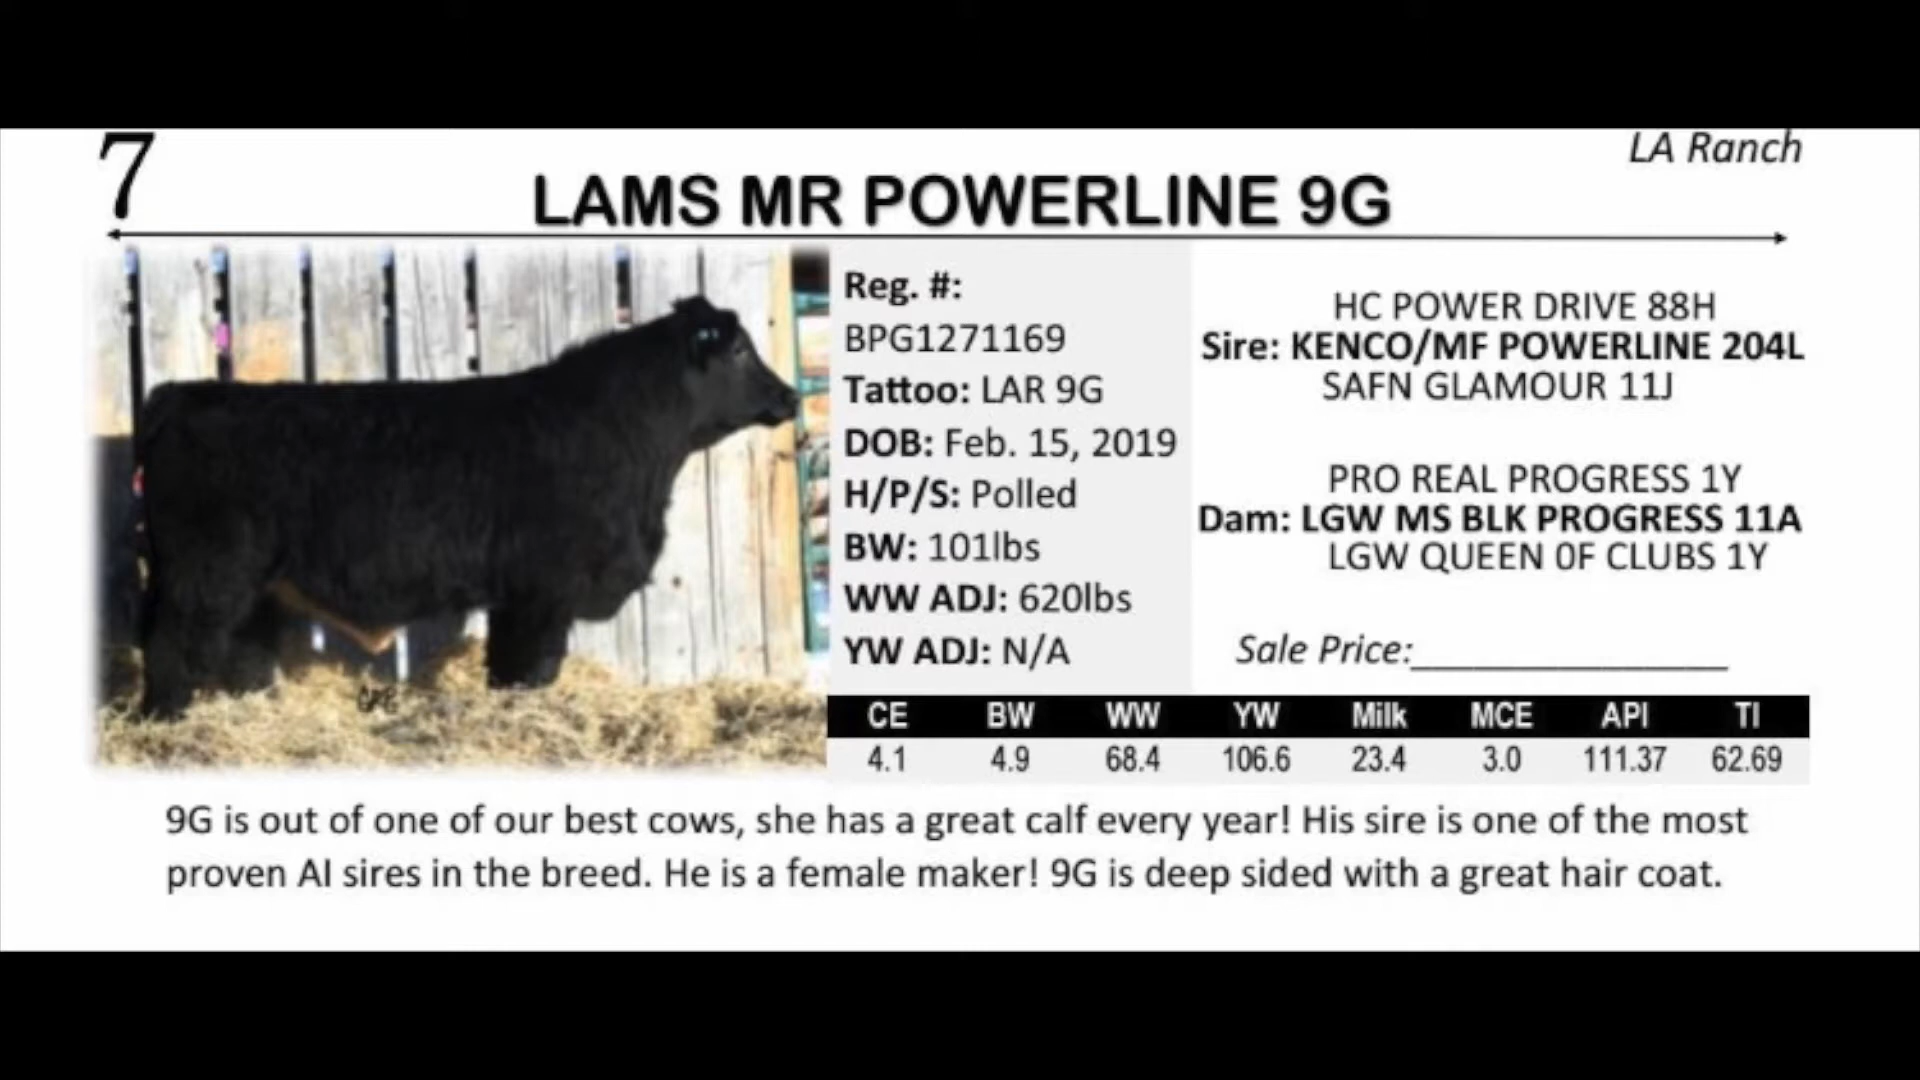 7
LA Ranch
LAMS MR POWERLINE 9G
Reg. #:
BPG1271169
Tattoo: LAR 9G
DOB: Feb. 15, 2019
H/P/S: Polled
BW: 101lbs
WW ADJ: 620lbs
YW ADJ: N/A
HC POWER DRIVE 88H
Sire: KENCO/MF POWERLINE 204L
SAFN GLAMOUR 11J
PRO REAL PROGRESS 1Y
Dam: LGW MS BLK PROGRESS 11A
LGW QUEEN 0F CLUBS 1Y
Sale Price:_______________
CE BW WW YW Milk MCE API TI
4.1 4.9 68.4 106.6 23.4 3.0 111.37 62.69
9G is out of one of our best cows, she has a great calf every year! His sire is one of the most
proven AI sires in the breed. He is a female maker! 9G is deep sided with a great hair coat.